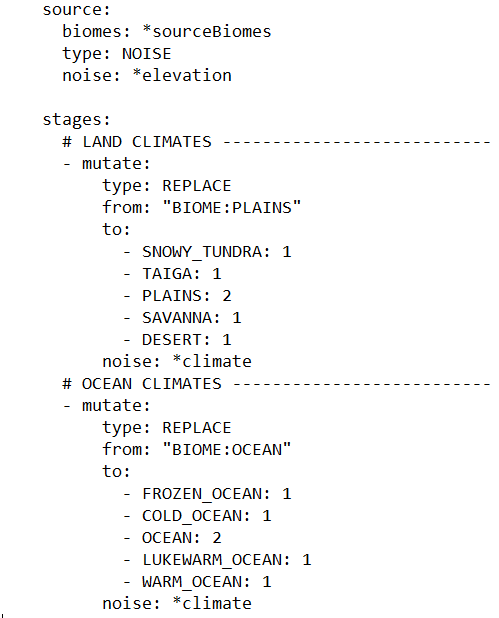 source:
  biomes: *sourceBiomes
  type: NOISE
  noise: *elevation

stages:
  # LAND CLIMATES ---------------------------
  - mutate:
      type: REPLACE
      from: "BIOME:PLAINS"
      to:
        - SNOWY_TUNDRA: 1
        - TAIGA: 1
        - PLAINS: 2
        - SAVANNA: 1
        - DESERT: 1
      noise: *climate
  # OCEAN CLIMATES --------------------------
  - mutate:
      type: REPLACE
      from: "BIOME:OCEAN"
      to:
        - FROZEN_OCEAN: 1
        - COLD_OCEAN: 1
        - OCEAN: 2
        - LUKEWARM_OCEAN: 1
        - WARM_OCEAN: 1
      noise: *climate